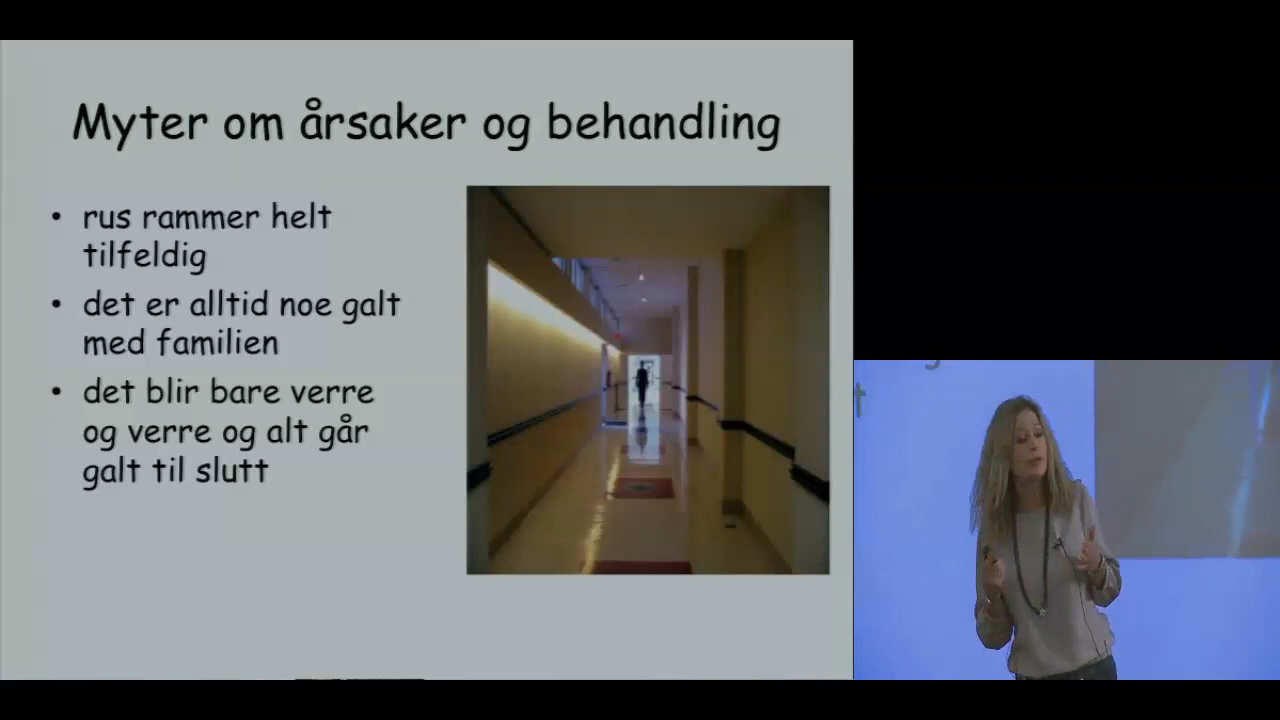 Myter om årsaker og behandling
• rus rammer helt
tilfeldig
• det er alltid noe galt
med familien
• det blir bare verre
og verre og alt går
galt til slutt